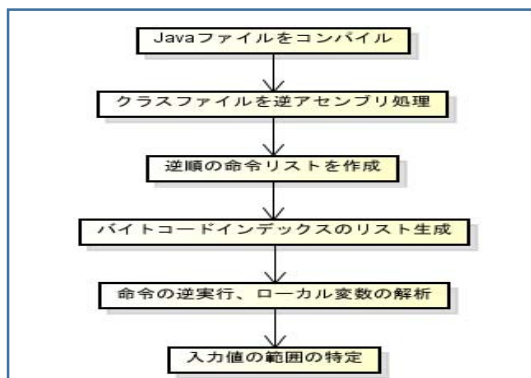 Javaファイルをコンパイル
クラスファイルを逆アセンブリ処理
逆順の命令リストを作成
バイトコードインデックスのリスト生成
命令の逆実行、ローカル変数の解析
入力値の範囲の特定